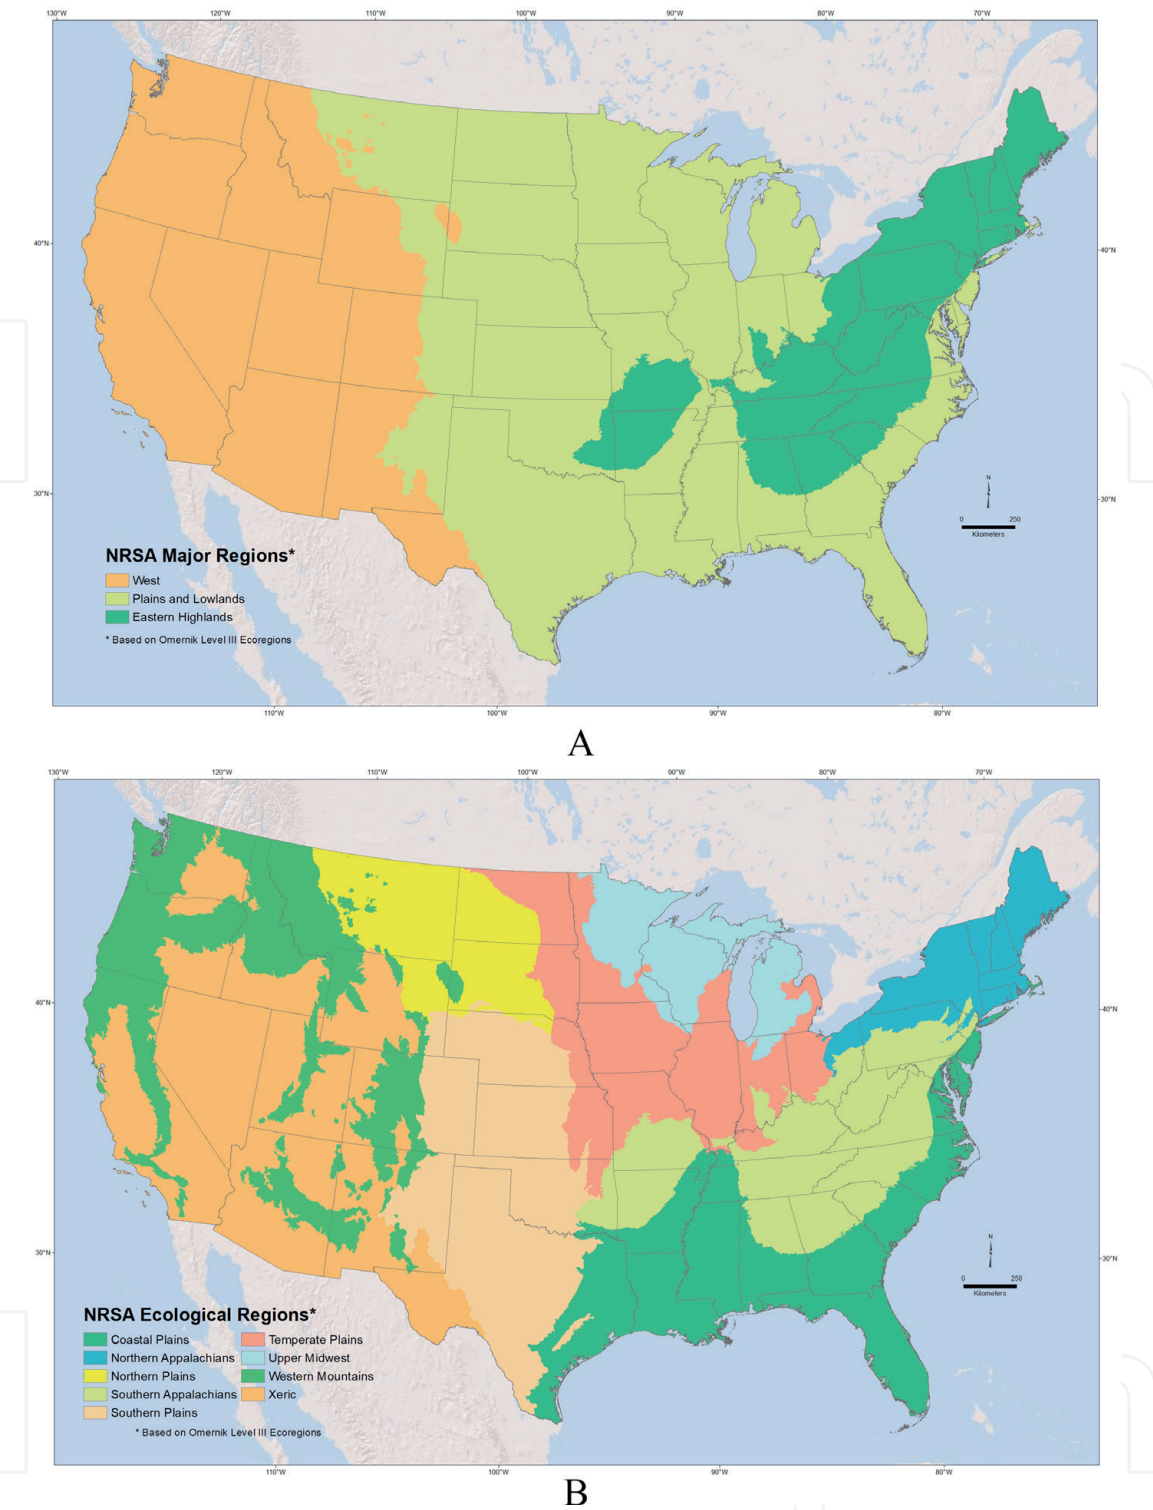 130°W 120°W 110°W 100°W 90°W 80°W 70°W
40°N 40°N
30°N 30°N
N
0 250
Kilometers
NRSA Major Regions*
West
Plains and Lowlands
Eastern Highlands
* Based on Omernik Level III Ecoregions
110°W 100°W 90°W 80°W
A
130°W 120°W 110°W 100°W 90°W 80°W 70°W
40°N 40°N
30°N 30°N
N
0 250
Kilometers
NRSA Ecological Regions*
Coastal Plains Temperate Plains
Northern Appalachians Upper Midwest
Northern Plains Western Mountains
Southern Appalachians Xeric
Southern Plains
* Based on Omernik Level III Ecoregions
110°W 100°W 90°W 80°W
B